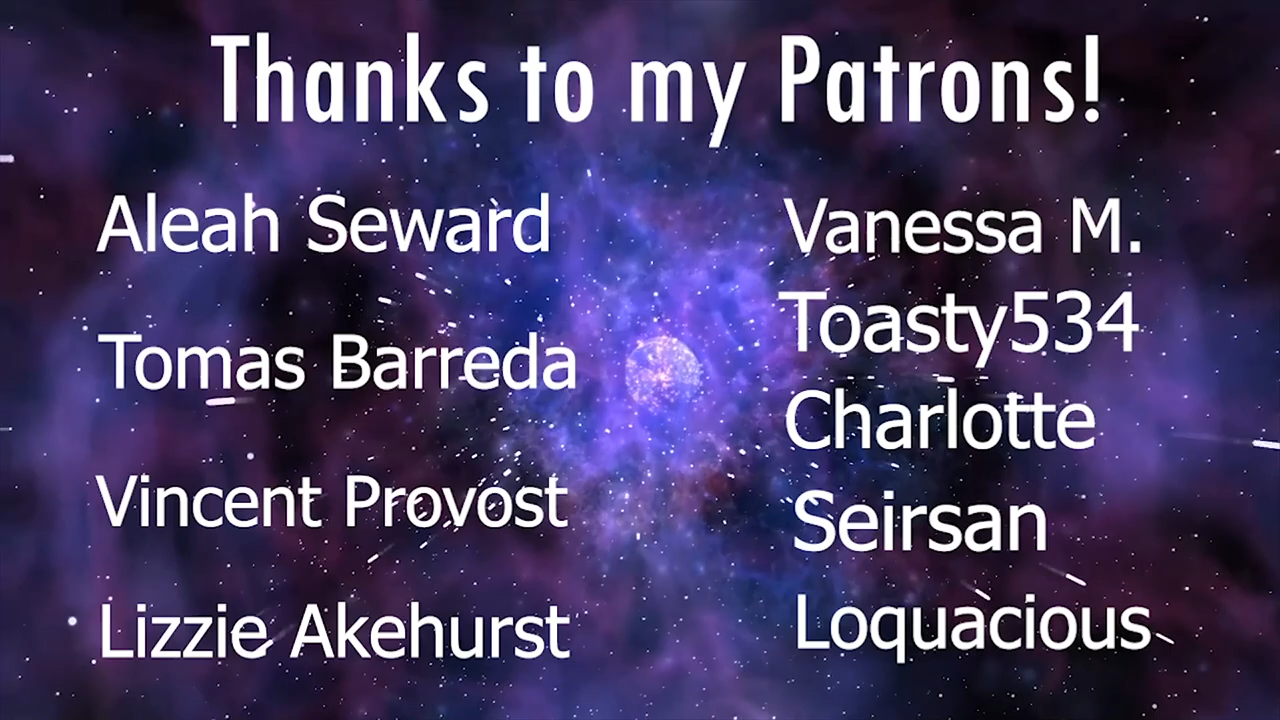 Thanks to my Patrons!
Aleah Seward
Tomas Barreda
Vincent Provost
Lizzie Akehurst
Vanessa M.
Toasty534
Charlotte
Seirsan
Loquacious